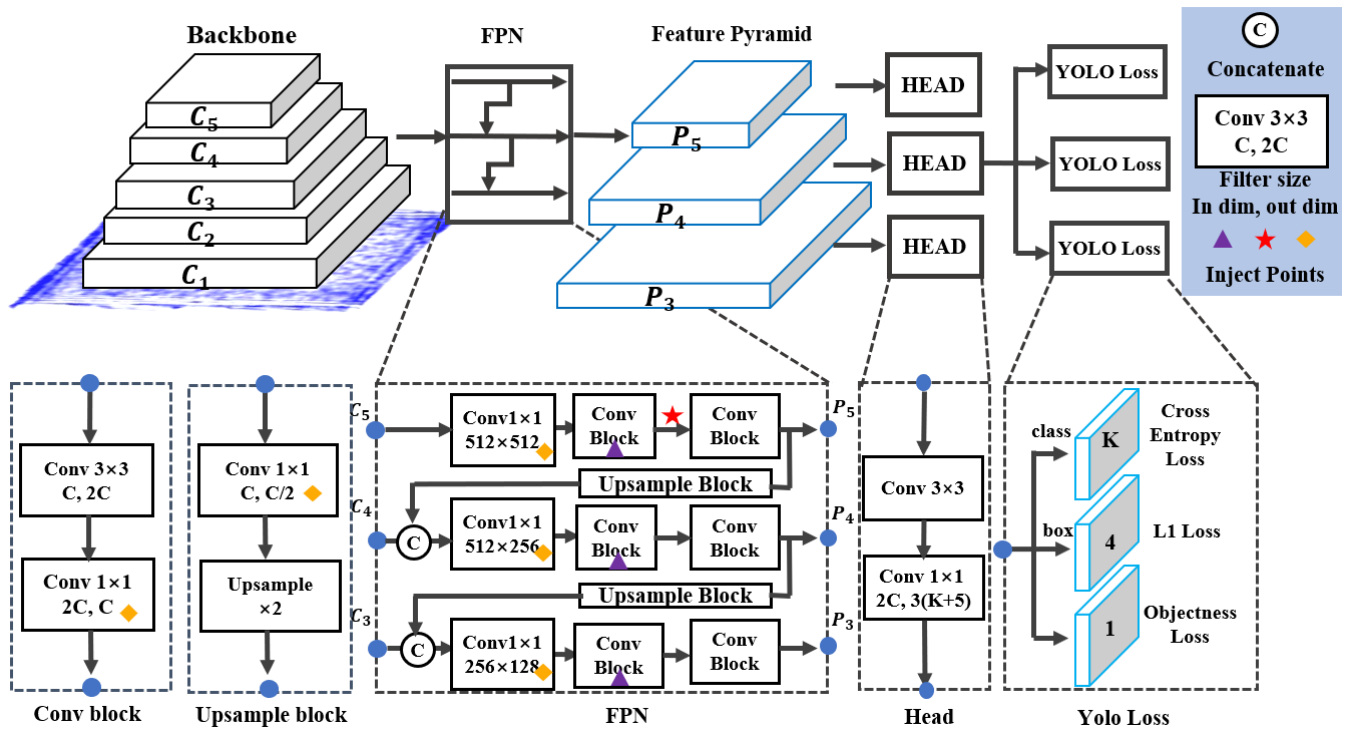 Backbone
C5
C4
C3
C2
C1
FPN
Feature Pyramid
P5
P4
P3
HEAD
HEAD
HEAD
YOLO Loss
YOLO Loss
YOLO Loss
C
Concatenate
Conv 3×3
C, 2C
Filter size
In dim, out dim
Inject Points
Conv 3×3
C, 2C
Conv 1×1
2C, C
Conv block
Conv 1×1
C, C/2
Upsample
×2
Upsample block
C5
Conv1×1
512×512
Conv
Block
Conv
Block
P5
Upsample Block
C4
C
Conv1×1
512×256
Conv
Block
Conv
Block
P4
Upsample Block
C3
C
Conv1×1
256×128
Conv
Block
Conv
Block
P3
FPN
Conv 3×3
Conv 1×1
2C, 3(K+5)
Head
class
K
Cross
Entropy
Loss
box
4
L1 Loss
1
Objectness
Loss
Yolo Loss